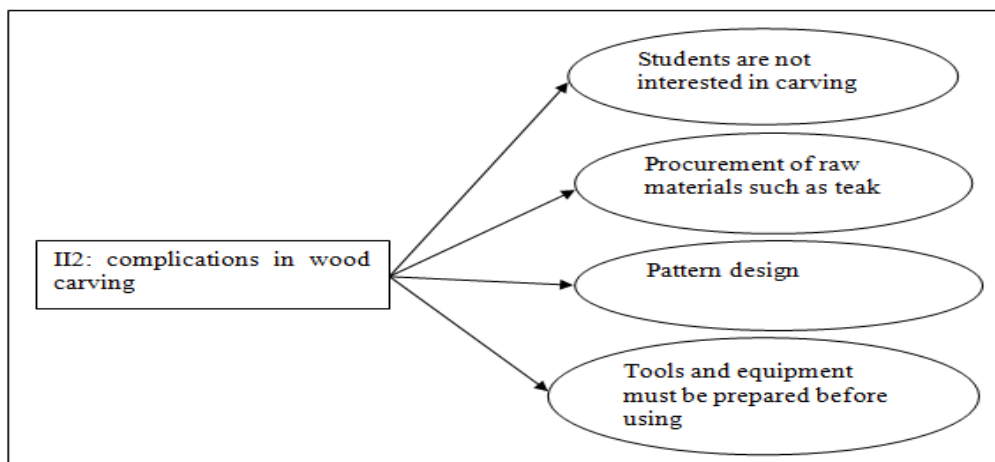 Students are not
interested in carving
Procurement of raw
materials such as teak
II2: complications in wood
carving
Pattern design
Tools and equipment
must be prepared before
using